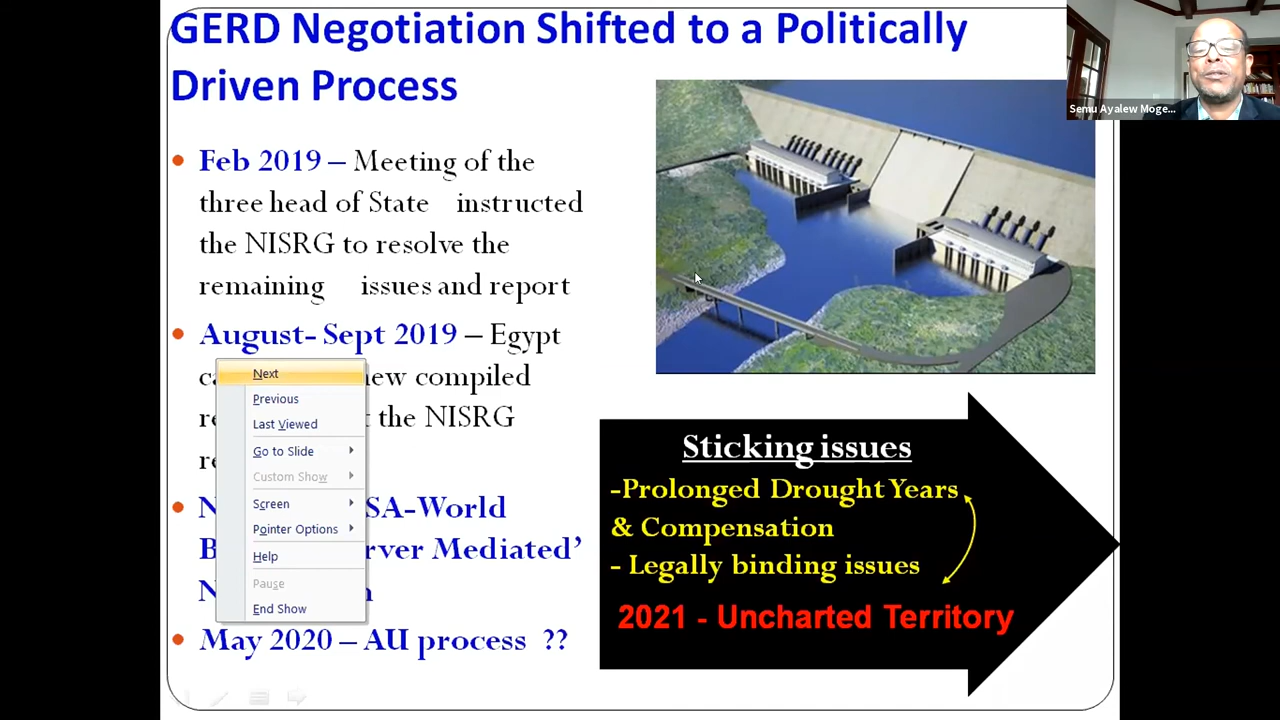 GERD Negotiation Shifted to a Politically
Driven Process
Semu Ayalew Moge...
• Feb 2019 – Meeting of the
three head of State instructed
the NISRG to resolve the
remaining issues and report
• August- Sept 2019 – Egypt
new compiled
the NISRG
SA-World
Mediated’
• May 2020 – AU process ??
Next
Previous
Last Viewed
Go to Slide
Custom Show
Screen
Pointer Options
Help
Pause
End Show
Sticking issues
-Prolonged Drought Years
& Compensation
- Legally binding issues
2021 - Uncharted Territory